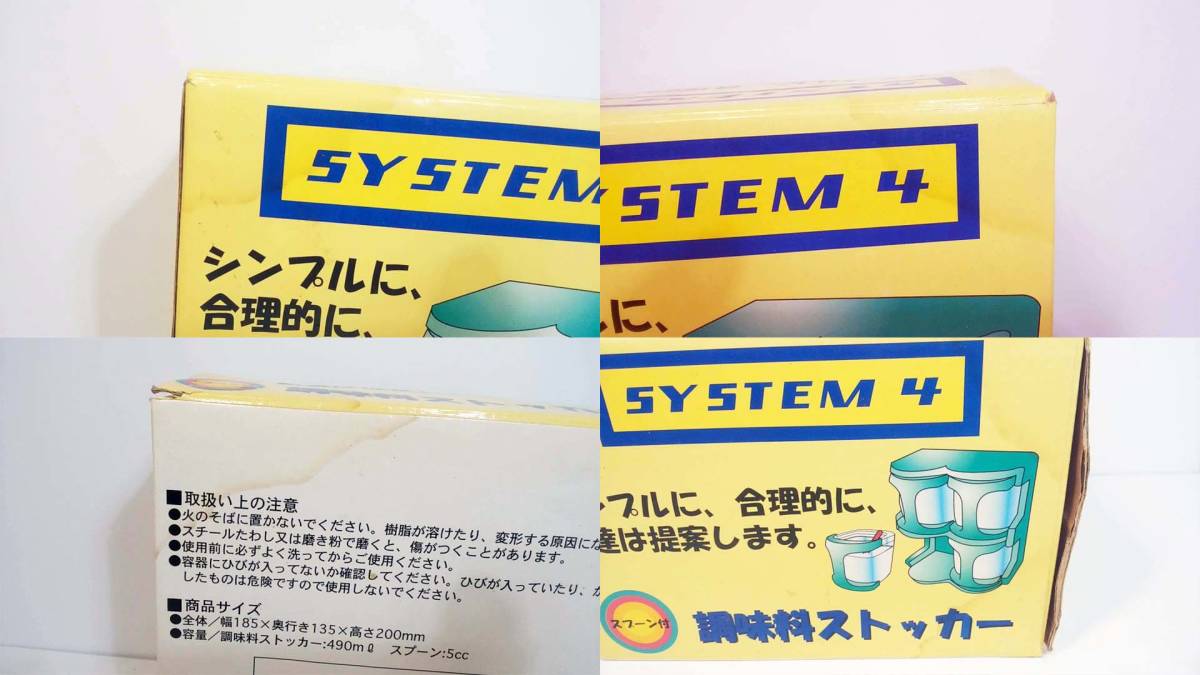 SYSTEM
シンプルに、
合理的に、
STEM 4
に、
■取扱い上の注意
●火のそばに置かないでください。樹脂が溶けたり、変形する原因にな
●スチールたわし又は磨き粉で磨くと、傷がつくことがあります。
●使用前に必ずよく洗ってからご使用ください。
●容器にひびが入ってないか確認してください。ひびが入っていたり、か
したものは危険ですので使用しないでください。
■商品サイズ
●全体/幅185×奥行き135×高さ200mm
●容量/調味料ストッカー:490mℓ スプーン:5cc
SYSTEM 4
プルに、合理的に、
達は提案します。
スプーン付
調味料ストッカー